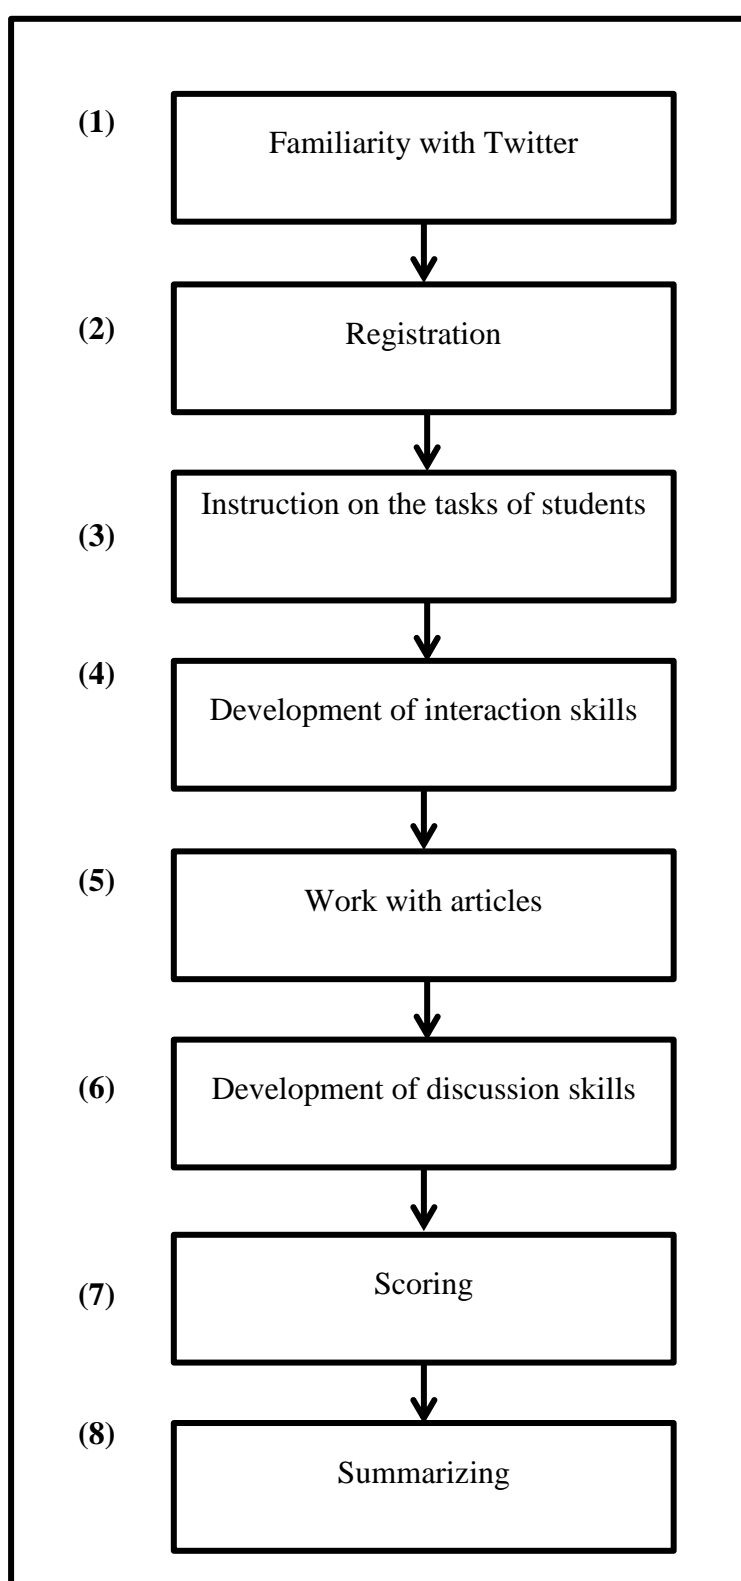 (1)
Familiarity with Twitter
(2)
Registration
Instruction on the tasks of students
(3)
(4)
Development of interaction skills
(5)
Work with articles
(6)
Development of discussion skills
(7)
Scoring
(8)
Summarizing